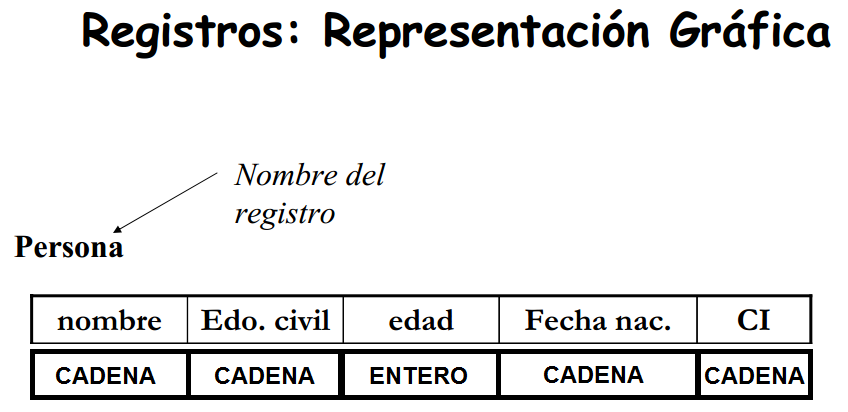 Registros: Representación Gráfica
Nombre del
registro
Persona
nombre Edo. civil edad Fecha nac. CI
CADENA CADENA ENTERO CADENA CADENA